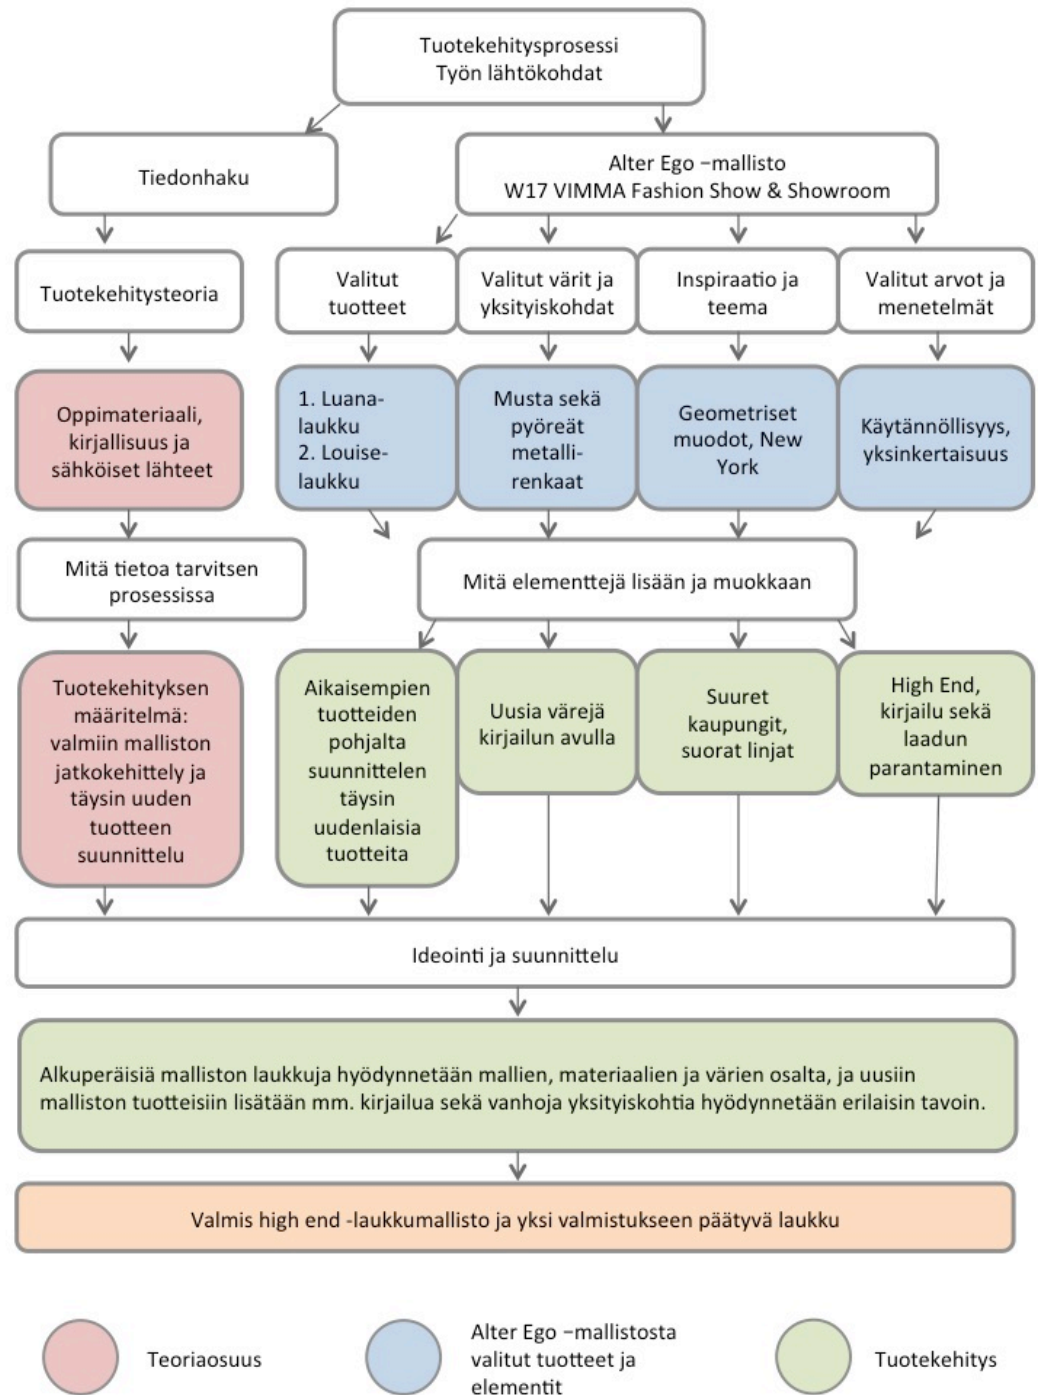 Tuotekehitysprosessi
Työn lähtökohdat
Tiedonhaku
Alter Ego –mallisto
W17 VIMMA Fashion Show & Showroom
Tuotekehitysteoria
Valitut
tuotteet
Valitut värit ja
yksityiskohdat
Inspiraatio ja
teema
Valitut arvot ja
menetelmät
Oppimateriaali,
kirjallisuus ja
sähköiset lähteet
1. Luana-
laukku
2. Louise-
laukku
Musta sekä
pyöreät
metalli-
renkaat
Geometriset
muodot, New
York
Käytännöllisyys,
yksinkertaisuus
Mitä tietoa tarvitsen
prosessissa
Mitä elementtejä lisään ja muokkaan
Tuotekehityksen
määritelmä:
valmiin malliston
jatkokehittely ja
täysin uuden
tuotteen
suunnittelu
Aikaisempien
tuotteiden
pohjalta
suunnittelen
täysin
uudenlaisia
tuotteita
Uusia värejä
kirjailun avulla
Suuret
kaupungit,
suorat linjat
High End,
kirjailu sekä
laadun
parantaminen
Ideointi ja suunnittelu
Alkuperäisiä malliston laukkuja hyödynnetään mallien, materiaalien ja värien osalta, ja uusiin
malliston tuotteisiin lisätään mm. kirjailua sekä vanhoja yksityiskohtia hyödynnetään erilaisin tavoin.
Valmis high end -laukkumallisto ja yksi valmistukseen päätyvä laukku
Teoriaosuus
Alter Ego –mallistosta
valitut tuotteet ja
elementit
Tuotekehitys